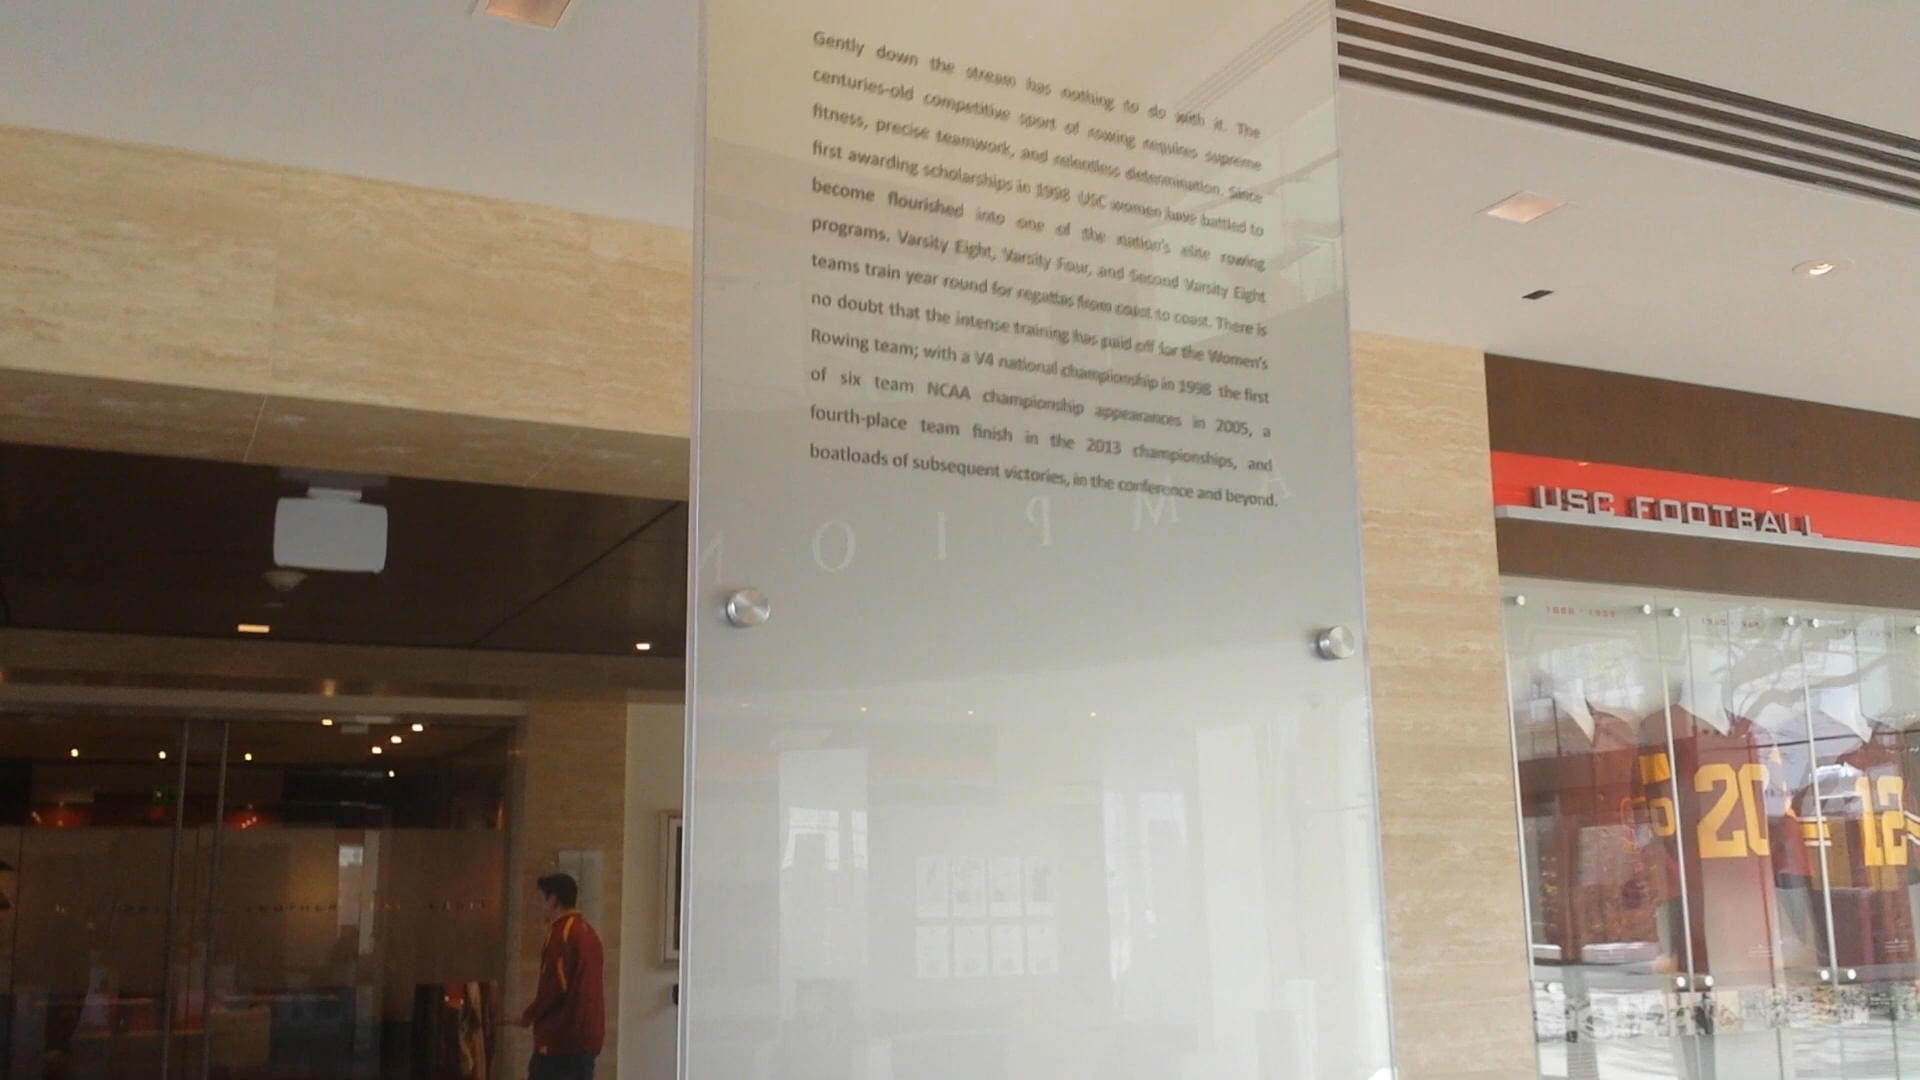 Gently down the stream has nothing to do with it. The
centuries-old competitive sport of rowing requires supreme
fitness, precise teamwork, and relentless determination. Since
first awarding scholarships in 1998 USC women have battled to
become flourished into one of the nation's elite rowing
programs. Varsity Eight, Varsity Four, and Second Varsity Eight
teams train year round for regattas from coast to coast. There is
no doubt that the intense training has paid off for the Women's
Rowing team; with a V4 national championship in 1998 the first
of six team NCAA championship appearances in 2005, a
fourth-place team finish in the 2013 championships, and
boatloads of subsequent victories, in the conference and beyond.
USC FOOTBALL
20
12